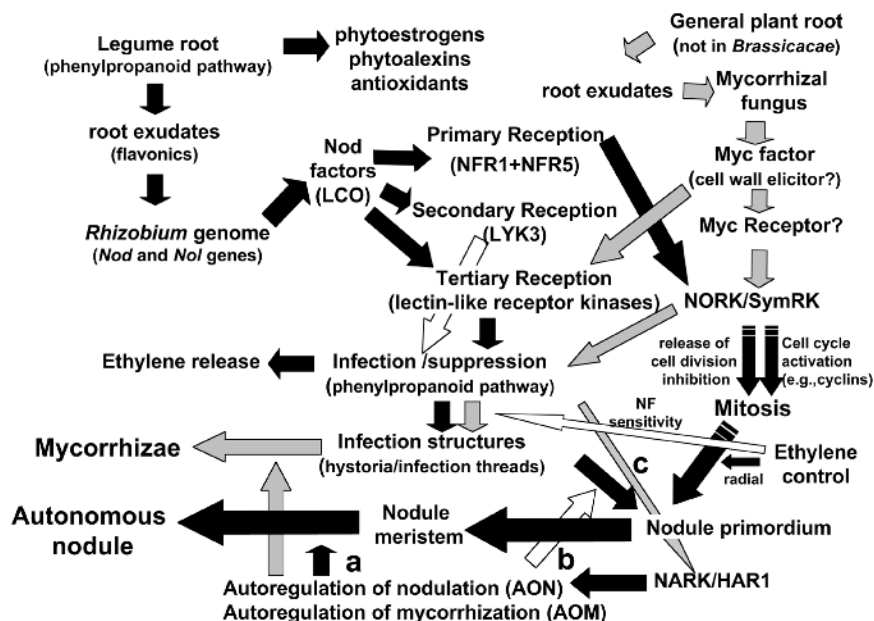 Legume root
(phenylpropanoid pathway)
phytoestrogens
phytoalexins
antioxidants
General plant root
(not in Brassicacae)
root exudates
Mycorrhizal
fungus
root exudates
(flavonics)
Nod
factors
(LCO)
Primary Reception
(NFR1+NFR5)
Myc factor
(cell wall elicitor?)
Secondary Reception
(LYK3)
Myc Receptor?
Rhizobium genome
(Nod and Nol genes)
Tertiary Reception
(lectin-like receptor kinases)
NORK/SymRK
release of
cell division
inhibition
Cell cycle
activation
(e.g.,cyclins)
Ethylene release
Infection /suppression
(phenylpropanoid pathway)
NF
sensitivity
Mitosis
Mycorrhizae
Infection structures
(hystoria/infection threads)
c
radial
Ethylene
control
Autonomous
nodule
Nodule
meristem
Nodule primordium
a
b
Autoregulation of nodulation (AON)
Autoregulation of mycorrhization (AOM)
NARK/HAR1